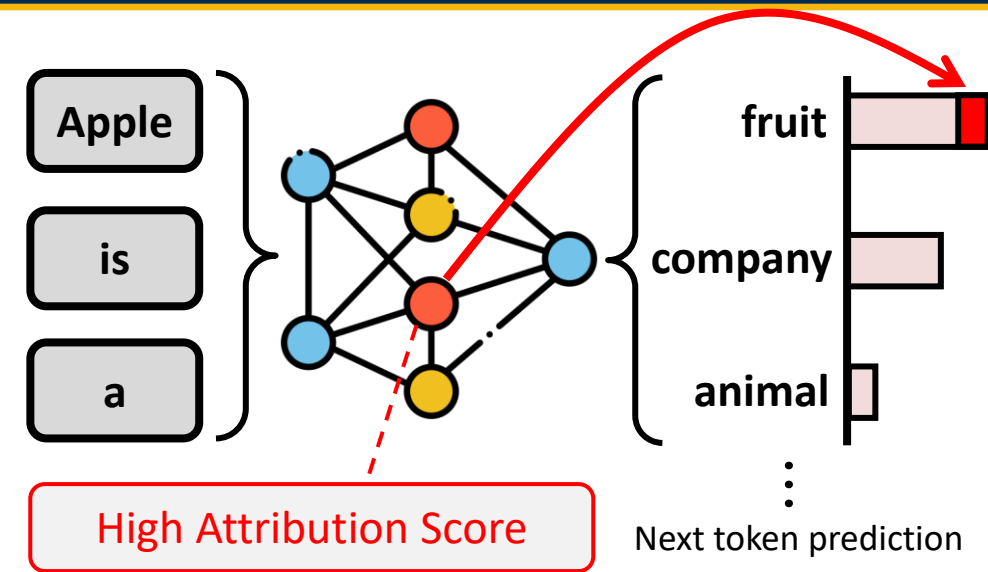 Apple
is
a
fruit
company
animal
High Attribution Score
Next token prediction